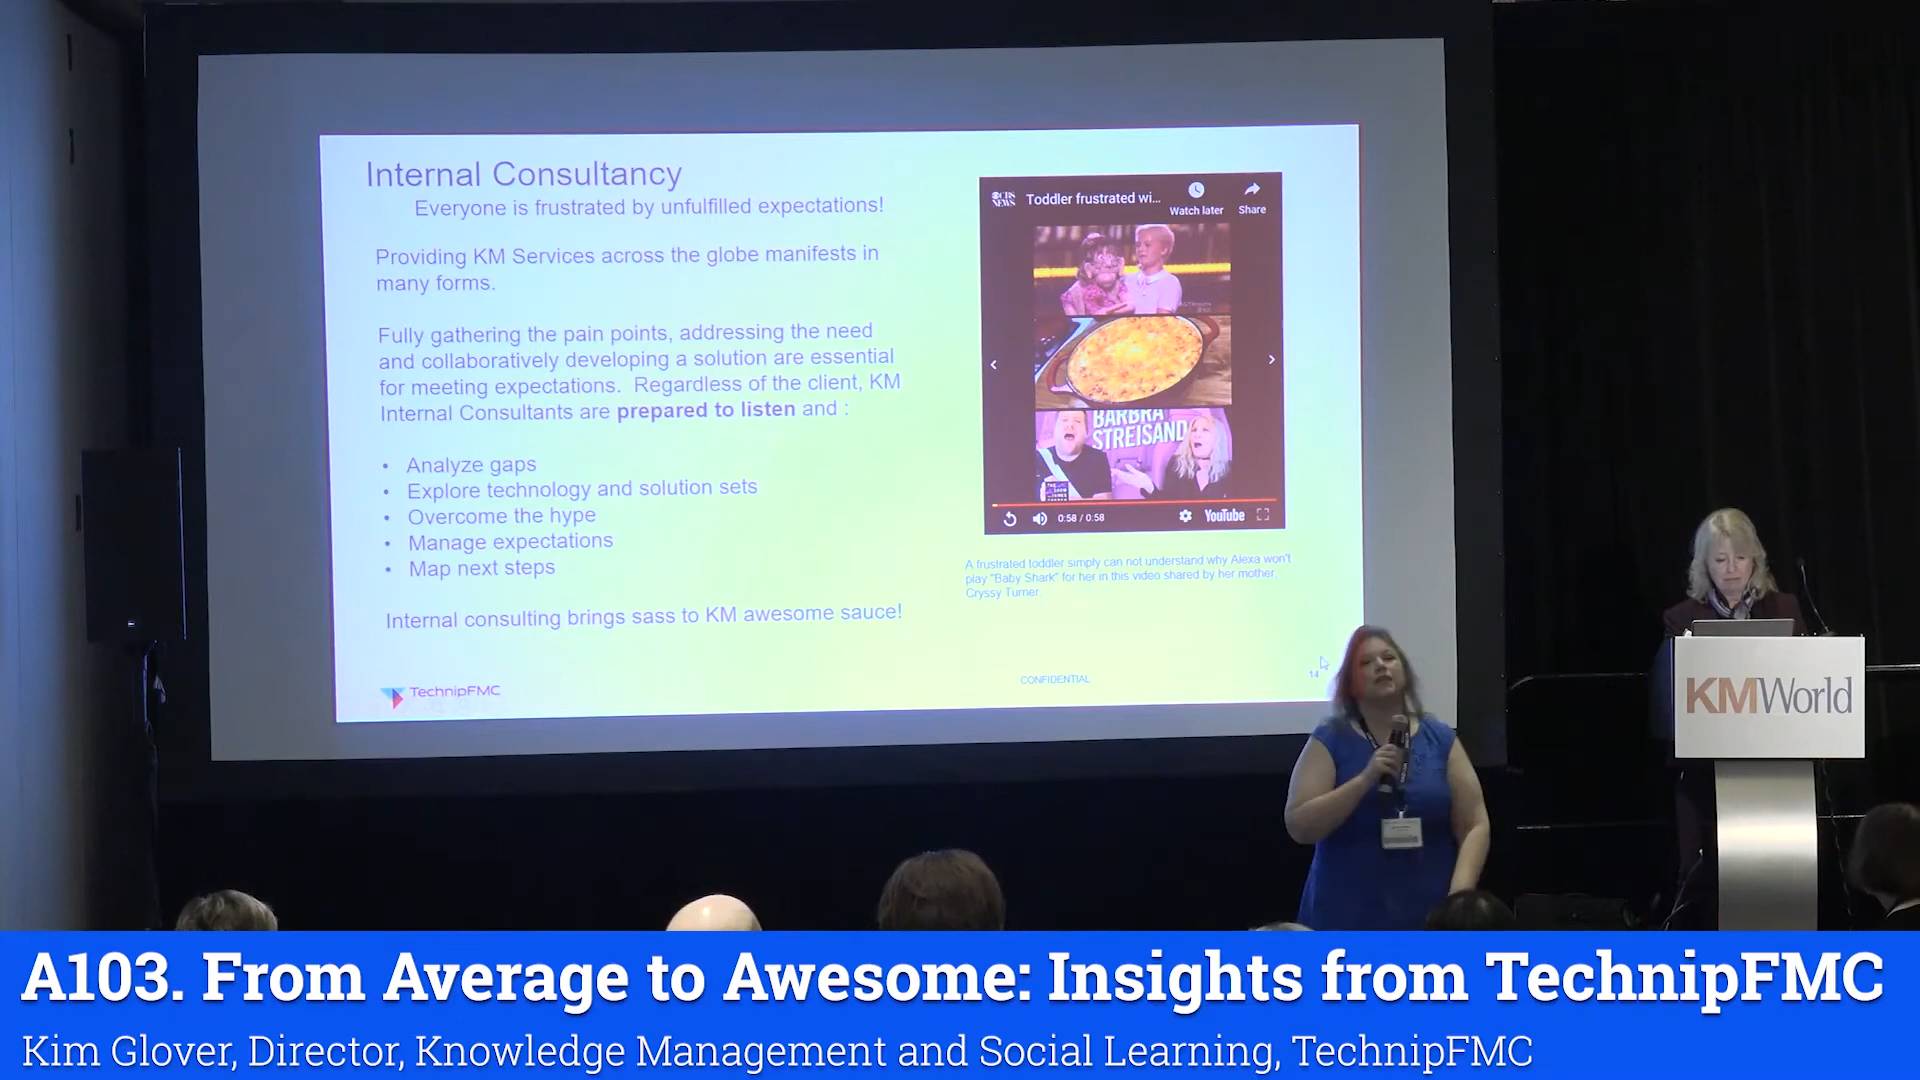 Internal Consultancy
Everyone is frustrated by unfulfilled expectations!
Providing KM Services across the globe manifests in
many forms.
Fully gathering the pain points, addressing the need
and collaboratively developing a solution are essential
for meeting expectations. Regardless of the client, KM
Internal Consultants are prepared to listen and :
• Analyze gaps
• Explore technology and solution sets
• Overcome the hype
• Manage expectations
• Map next steps
Internal consulting brings sass to KM awesome sauce!
TechnipFMC
CBS
NEWS
Toddler frustrated wi...
Watch later
Share
BARBRA
STREISAND
0:58 / 0:58
YouTube
A frustrated toddler simply can not understand why Alexa won't
play "Baby Shark" for her in this video shared by her mother,
Cryssy Turner.
CONFIDENTIAL
14
KMWorld
A103. From Average to Awesome: Insights from TechnipFMC
Kim Glover, Director, Knowledge Management and Social Learning, TechnipFMC